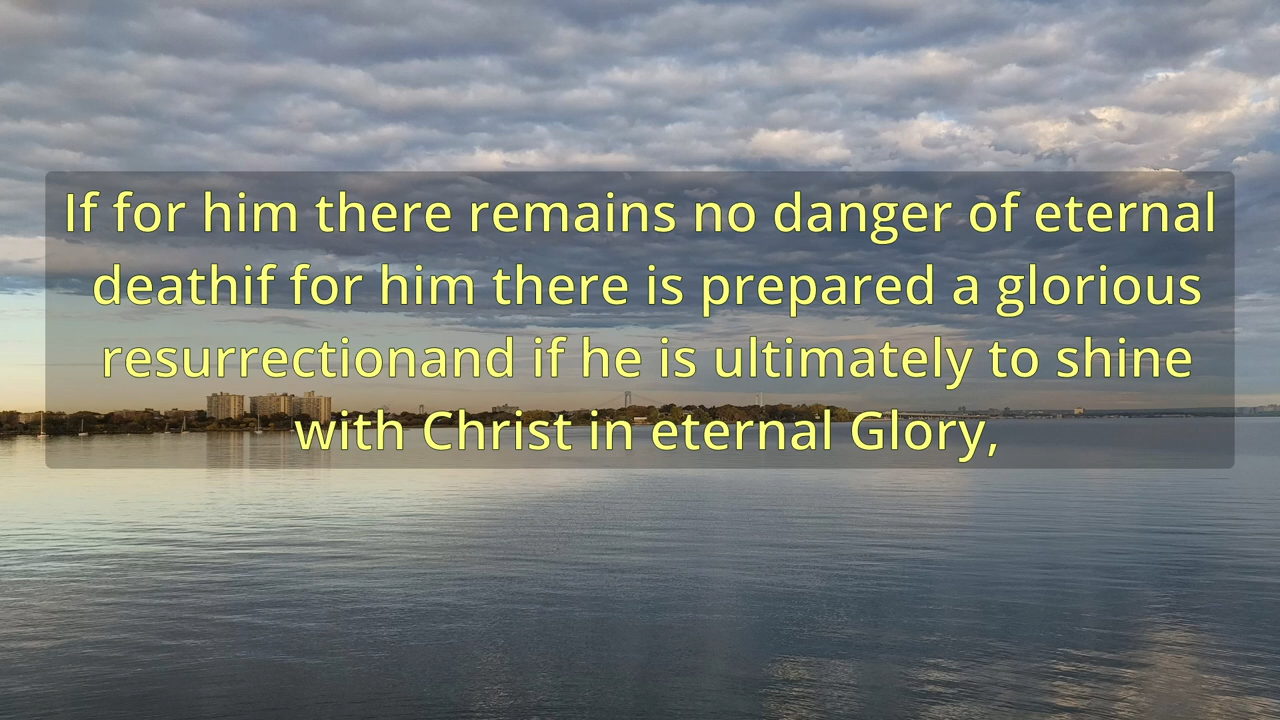 If for him there remains no danger of eternal
deathif for him there is prepared a glorious
resurrectionand if he is ultimately to shine
with Christ in eternal Glory,